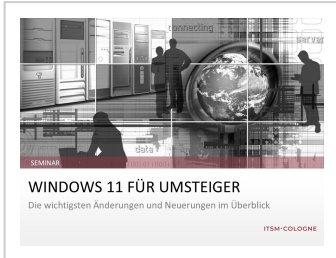 connecting
server
data
SEMINAR
WINDOWS 11 FÜR UMSTEIGER
Die wichtigsten Änderungen und Neuerungen im Überblick
ITSM·COLOGNE